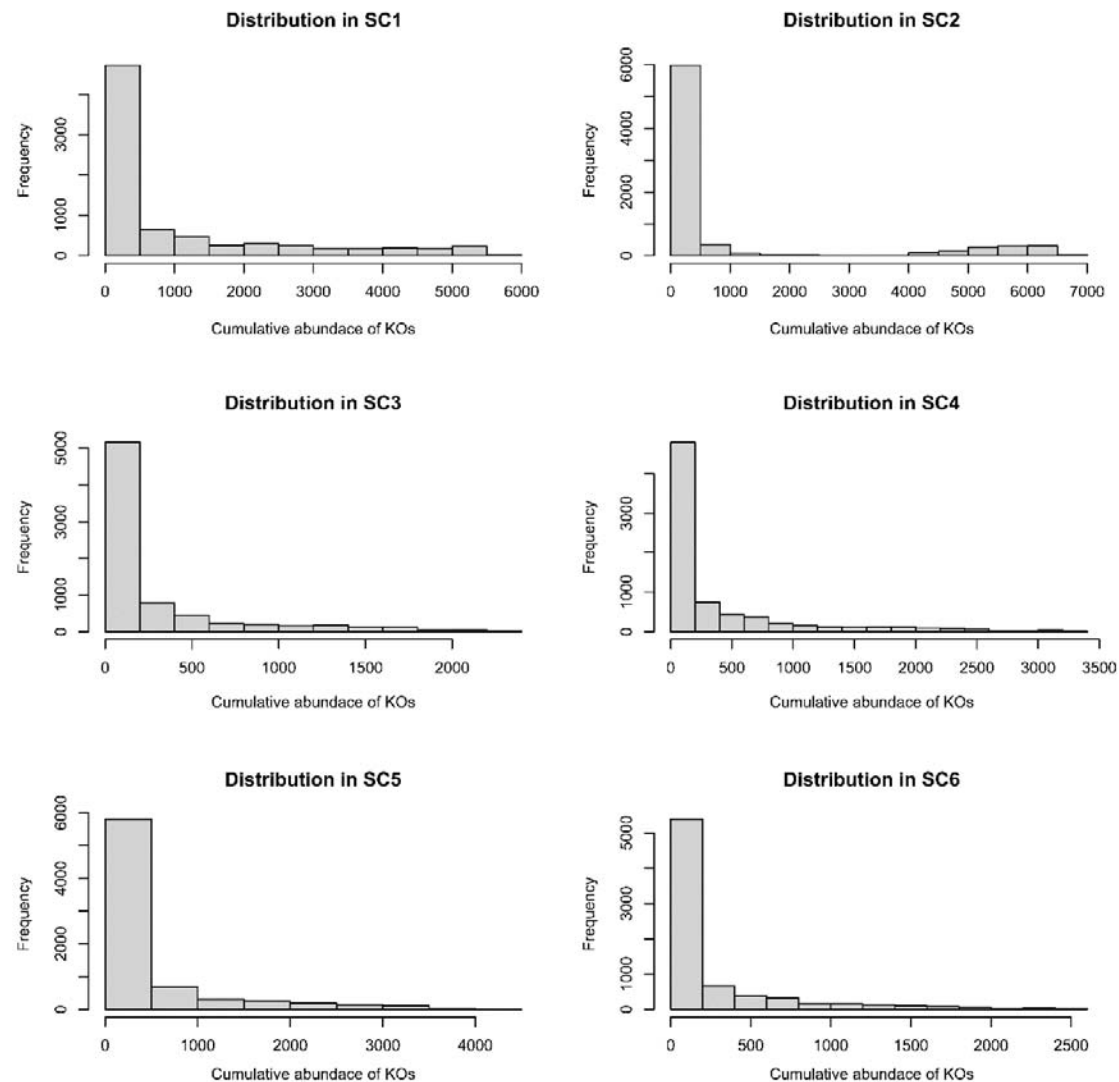 Distribution in SC1
Frequency
0 1000 3000
0 1000 2000 3000 4000 5000 6000
Cumulative abundace of KOs
Distribution in SC2
Frequency
0 2000 4000 6000
0 1000 2000 3000 4000 5000 6000 7000
Cumulative abundace of KOs
Distribution in SC3
Frequency
0 1000 3000 5000
0 500 1000 1500 2000
Cumulative abundace of KOs
Distribution in SC4
Frequency
0 1000 3000
0 500 1000 1500 2000 2500 3000 3500
Cumulative abundace of KOs
Distribution in SC5
Frequency
0 2000 4000 6000
0 1000 2000 3000 4000
Cumulative abundace of KOs
Distribution in SC6
Frequency
0 1000 3000 5000
0 500 1000 1500 2000 2500
Cumulative abundace of KOs